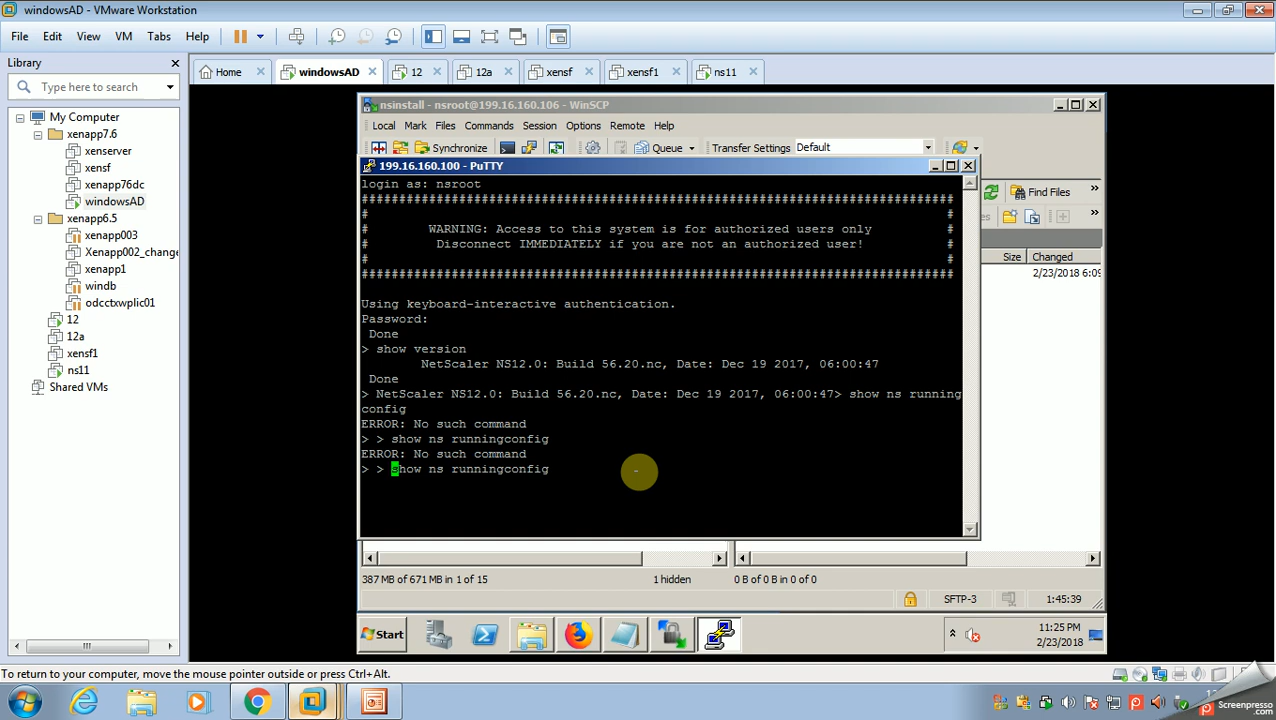 windowsAD - VMware Workstation
File Edit View VM Tabs Help
Library
Type here to search
My Computer
xenapp7.6
xenserver
xensf
xenapp76dc
windowsAD
xenapp6.5
xenapp003
Xenapp002_change
xenapp1
windb
odcctxwplic01
12
12a
xensf1
ns11
Shared VMs
Home windowsAD 12 12a xensf xensf1 ns11
nsinstall - nsroot@199.16.160.106 - WinSCP
Local Mark Files Commands Session Options Remote Help
Synchronize Queue Transfer Settings Default
199.16.160.100 - PuTTY
Find Files
Size Changed
2/23/2018 6:09
login as: nsroot
###############################################################################
# #
# WARNING: Access to this system is for authorized users only #
# Disconnect IMMEDIATELY if you are not an authorized user! #
# #
###############################################################################
Using keyboard-interactive authentication.
Password:
Done
> show version
NetScaler NS12.0: Build 56.20.nc, Date: Dec 19 2017, 06:00:47
Done
> NetScaler NS12.0: Build 56.20.nc, Date: Dec 19 2017, 06:00:47> show ns running
config
ERROR: No such command
> > show ns runningconfig
ERROR: No such command
> > show ns runningconfig
387 MB of 671 MB in 1 of 15 1 hidden 0 B of 0 B in 0 of 0
SFTP-3 1:45:39
Start
11:25 PM
2/23/2018
To return to your computer, move the mouse pointer outside or press Ctrl+Alt.
Screenpresso
.com